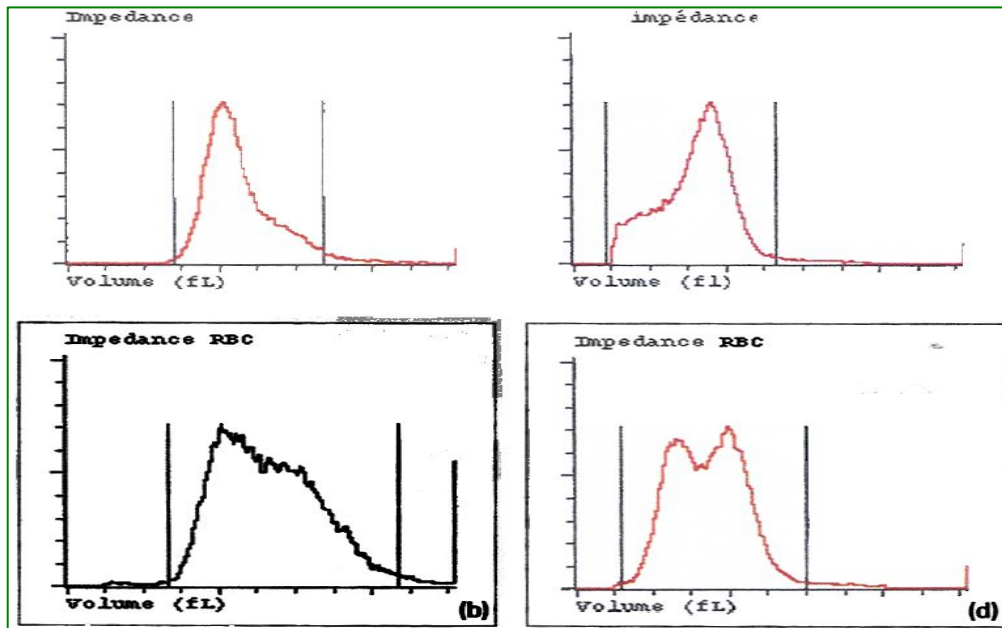 Impedance
impédance
Volume (fL)
Volume (fl)
Impedance RBC
Impedance RBC
Volume (fL)
(b)
Volume (fL)
(d)